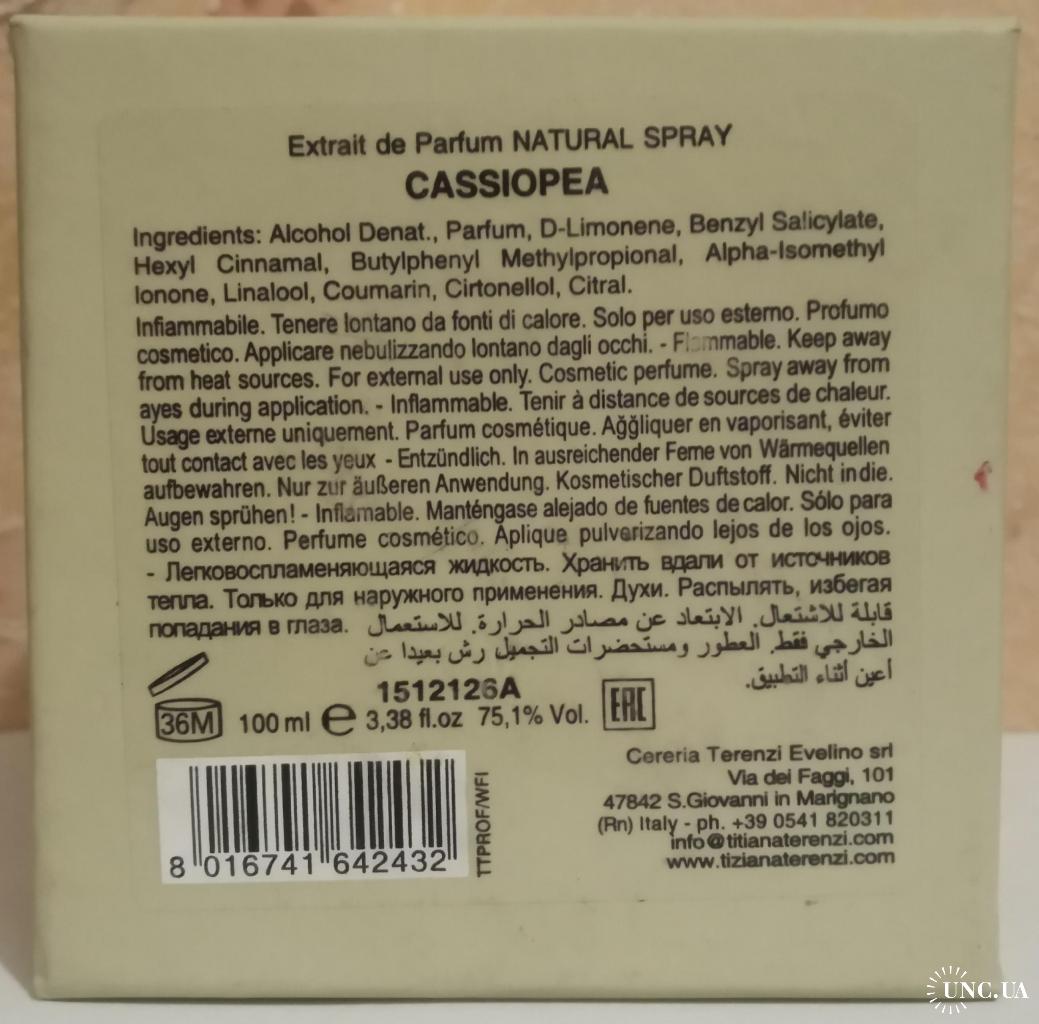 Extrait de Parfum NATURAL SPRAY
CASSIOPEA
Ingredients: Alcohol Denat., Parfum, D-Limonene, Benzyl Salicylate,
Hexyl Cinnamal, Butylphenyl Methylpropional, Alpha-Isomethyl
Ionone, Linalool, Coumarin, Cirtonellol, Citral.
Infiammabile. Tenere lontano da fonti di calore. Solo per uso esterno. Profumo
cosmetico. Applicare nebulizzando lontano dagli occhi. - Flammable. Keep away
from heat sources. For external use only. Cosmetic perfume. Spray away from
ayes during application. - Inflammable. Tenir à distance de sources de chaleur.
Usage externe uniquement. Parfum cosmétique. Ağğliquer en vaporisant, éviter
tout contact avec les yeux - Entzündlich. In ausreichender Ferne von Wärmequellen
aufbewahren. Nur zur äußeren Anwendung. Kosmetischer Duftstoff. Nicht in die.
Augen sprühen! - Inflamable. Manténgase alejado de fuentes de calor. Sólo para
uso externo. Perfume cosmético. Aplique pulverizando lejos de los ojos.
- Легковоспламеняющаяся жидкость. Хранить вдали от источников
тепла. Только для наружного применения. Духи. Распылять, избегая
попадания в глаза. قابلة للاشتعال. الابتعاد عن مصادر الحرارة. للاستعمال
الخارجي فقط. العطور ومستحضرات التجميل رش بعيدا عن
أعين أثناء التطبيق.
1512126A
36M 100 ml e 3,38 fl.oz 75,1% Vol. EAC
Cereria Terenzi Evelino srl
Via dei Faggi, 101
47842 S.Giovanni in Marignano
(Rn) Italy - ph. +39 0541 820311
info@titianaterenzi.com
www.tizianaterenzi.com
8 016741 642432
TTPROF/WFI
UNC.UA